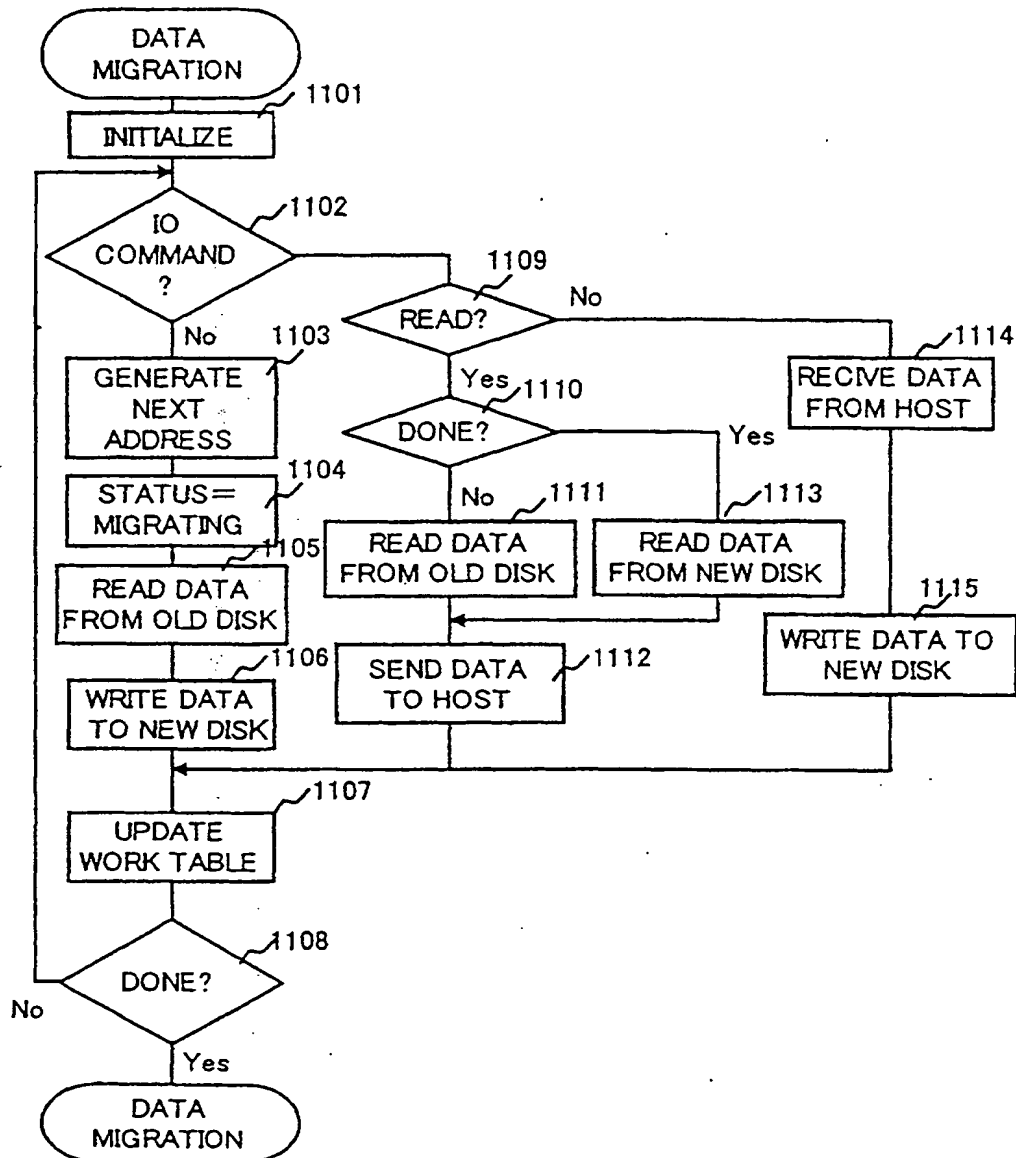 DATA
MIGRATION
1101
INITIALIZE
1102
IO
COMMAND
?
No
1103
GENERATE
NEXT
ADDRESS
1104
STATUS=
MIGRATING
1105
READ DATA
FROM OLD DISK
1106
WRITE DATA
TO NEW DISK
1109
READ?
No
Yes
1110
DONE?
Yes
No
1111
READ DATA
FROM OLD DISK
1113
READ DATA
FROM NEW DISK
1112
SEND DATA
TO HOST
1114
RECIVE DATA
FROM HOST
1115
WRITE DATA TO
NEW DISK
1107
UPDATE
WORK TABLE
1108
DONE?
No
Yes
DATA
MIGRATION